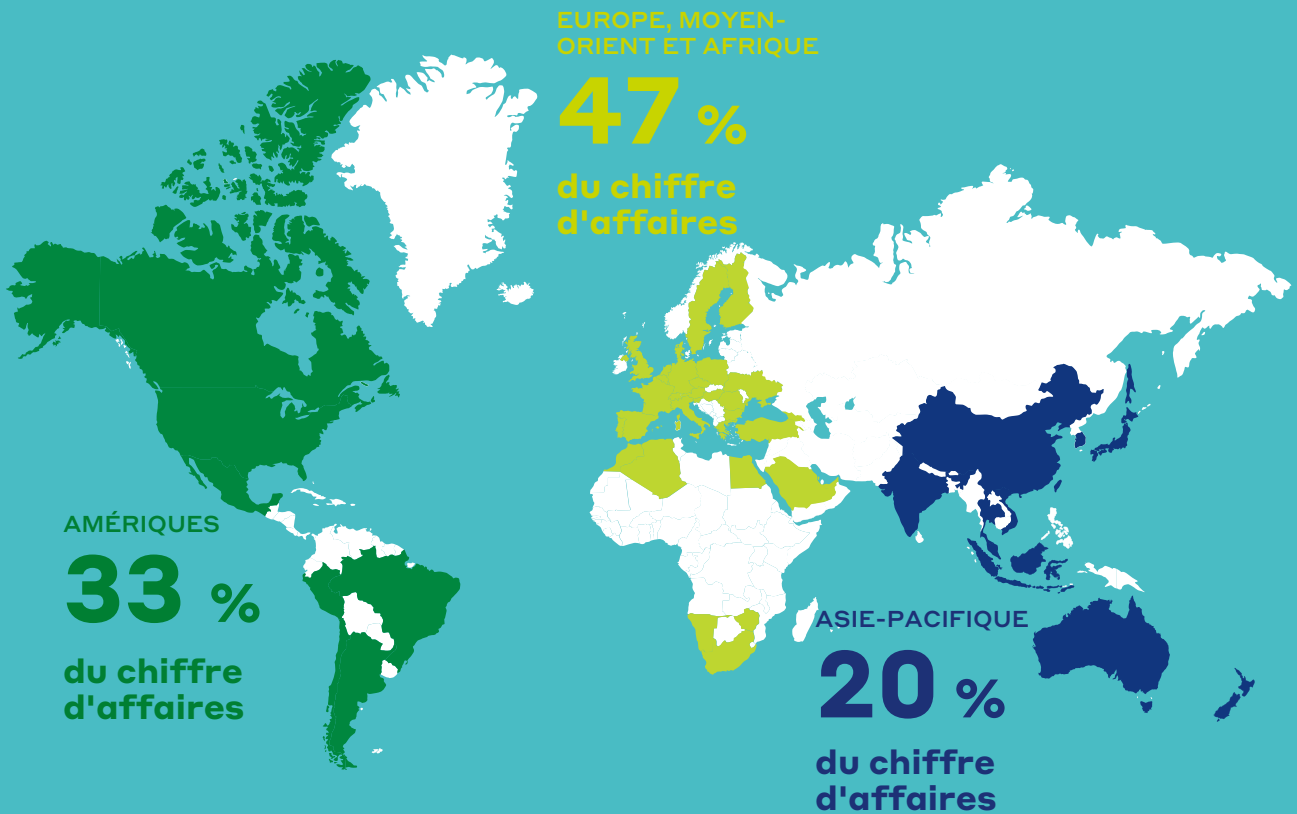 EUROPE, MOYEN-
ORIENT ET AFRIQUE
47 %
du chiffre
d'affaires
AMÉRIQUES
33 %
du chiffre
d'affaires
ASIE-PACIFIQUE
20 %
du chiffre
d'affaires